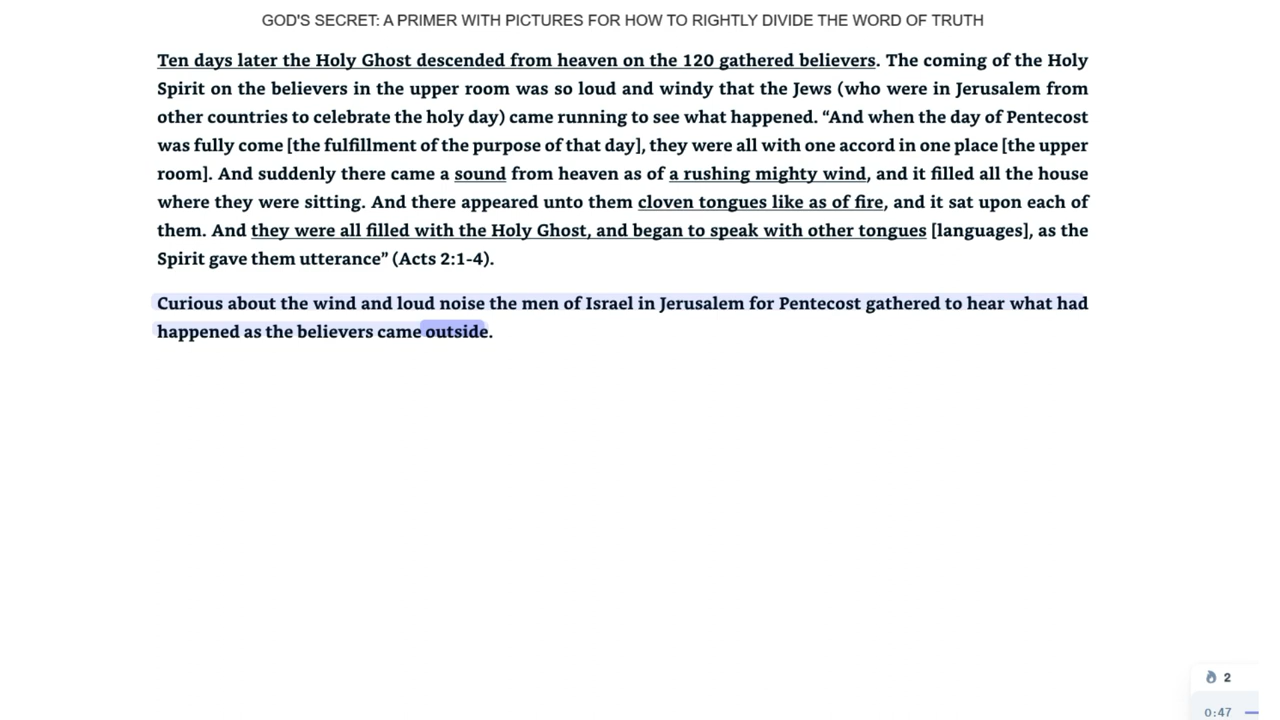 GOD'S SECRET: A PRIMER WITH PICTURES FOR HOW TO RIGHTLY DIVIDE THE WORD OF TRUTH
Ten days later the Holy Ghost descended from heaven on the 120 gathered believers. The coming of the Holy
Spirit on the believers in the upper room was so loud and windy that the Jews (who were in Jerusalem from
other countries to celebrate the holy day) came running to see what happened. “And when the day of Pentecost
was fully come [the fulfillment of the purpose of that day], they were all with one accord in one place [the upper
room]. And suddenly there came a sound from heaven as of a rushing mighty wind, and it filled all the house
where they were sitting. And there appeared unto them cloven tongues like as of fire, and it sat upon each of
them. And they were all filled with the Holy Ghost, and began to speak with other tongues [languages], as the
Spirit gave them utterance” (Acts 2:1-4).
Curious about the wind and loud noise the men of Israel in Jerusalem for Pentecost gathered to hear what had
happened as the believers came outside.
2
0:47